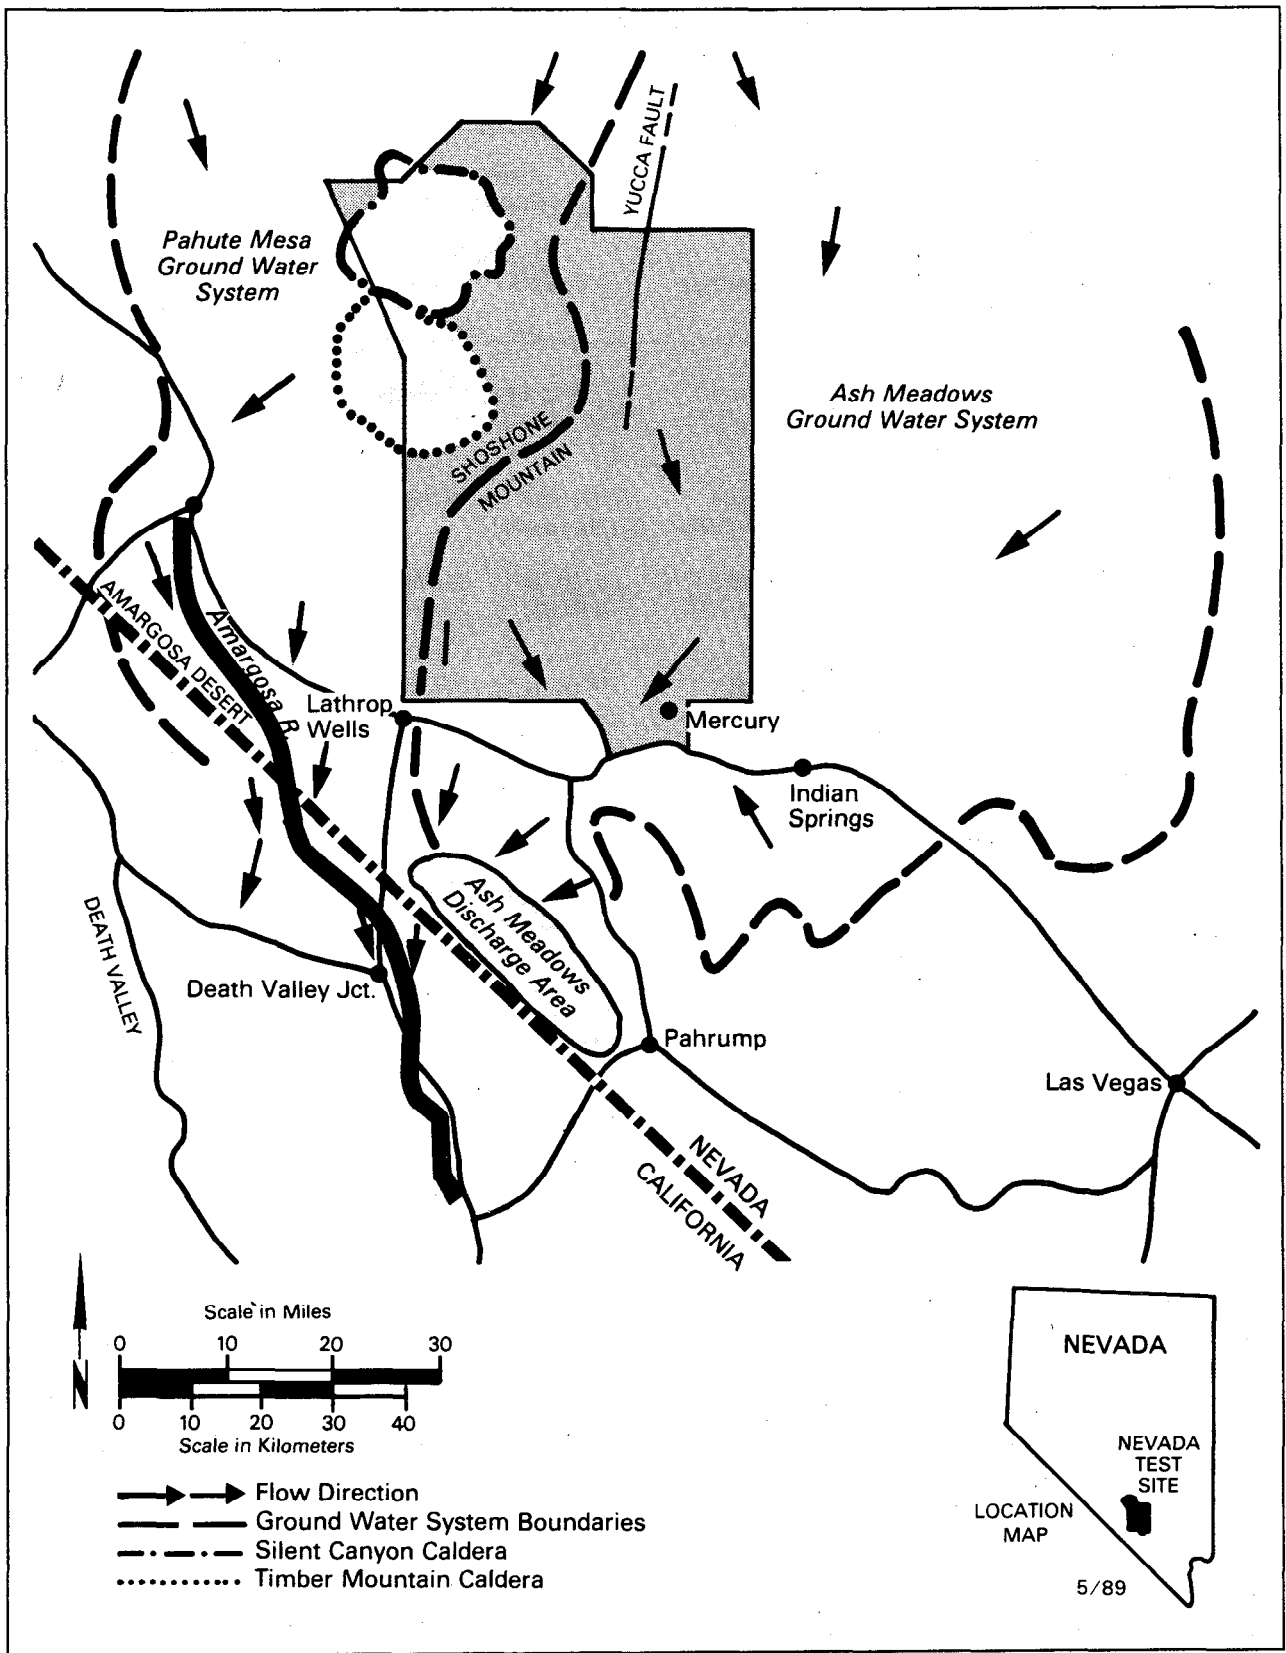 YUCCA FAULT
Pahute Mesa
Ground Water
System
Ash Meadows
Ground Water System
SHOSHONE
MOUNTAIN
AMARGOSA DESERT
Amargosa R.
Lathrop
Wells
Mercury
Indian
Springs
Ash Meadows
Discharge Area
DEATH VALLEY
Death Valley Jct.
Pahrump
Las Vegas
NEVADA
CALIFORNIA
Scale in Miles
0 10 20 30
N
0 10 20 30 40
Scale in Kilometers
Flow Direction
Ground Water System Boundaries
Silent Canyon Caldera
Timber Mountain Caldera
NEVADA
NEVADA
TEST
SITE
LOCATION
MAP
5/89